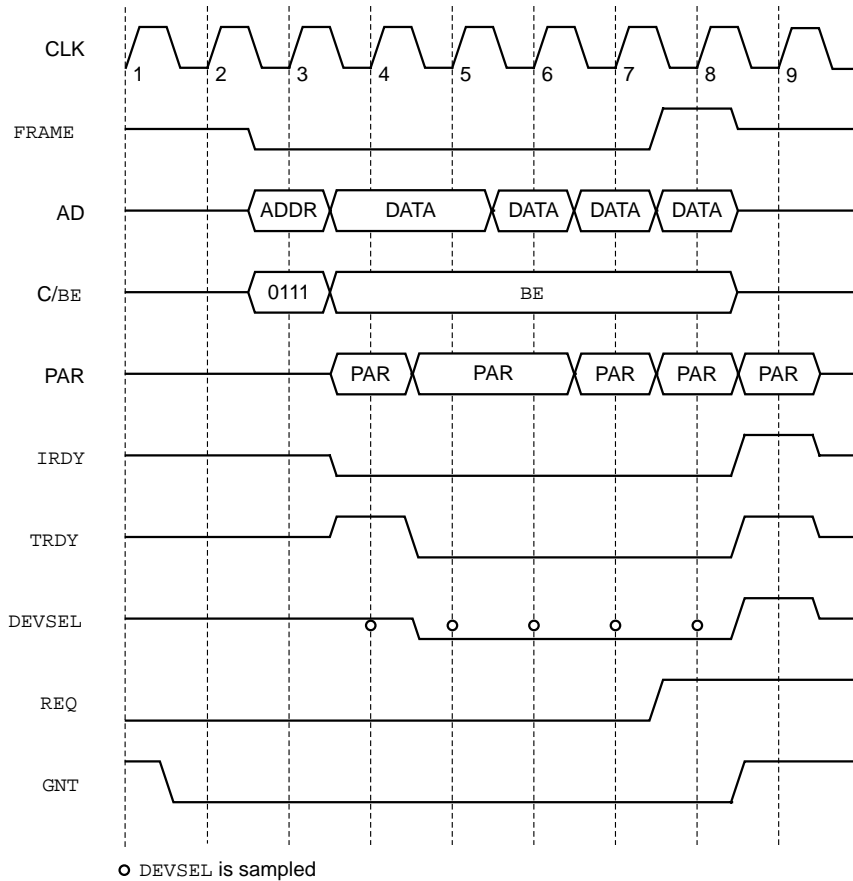 CLK
1 2 3 4 5 6 7 8 9
FRAME
AD ADDR DATA DATA DATA DATA
C/BE 0111 BE
PAR PAR PAR PAR PAR PAR
IRDY
TRDY
DEVSEL
REQ
GNT
DEVSEL is sampled